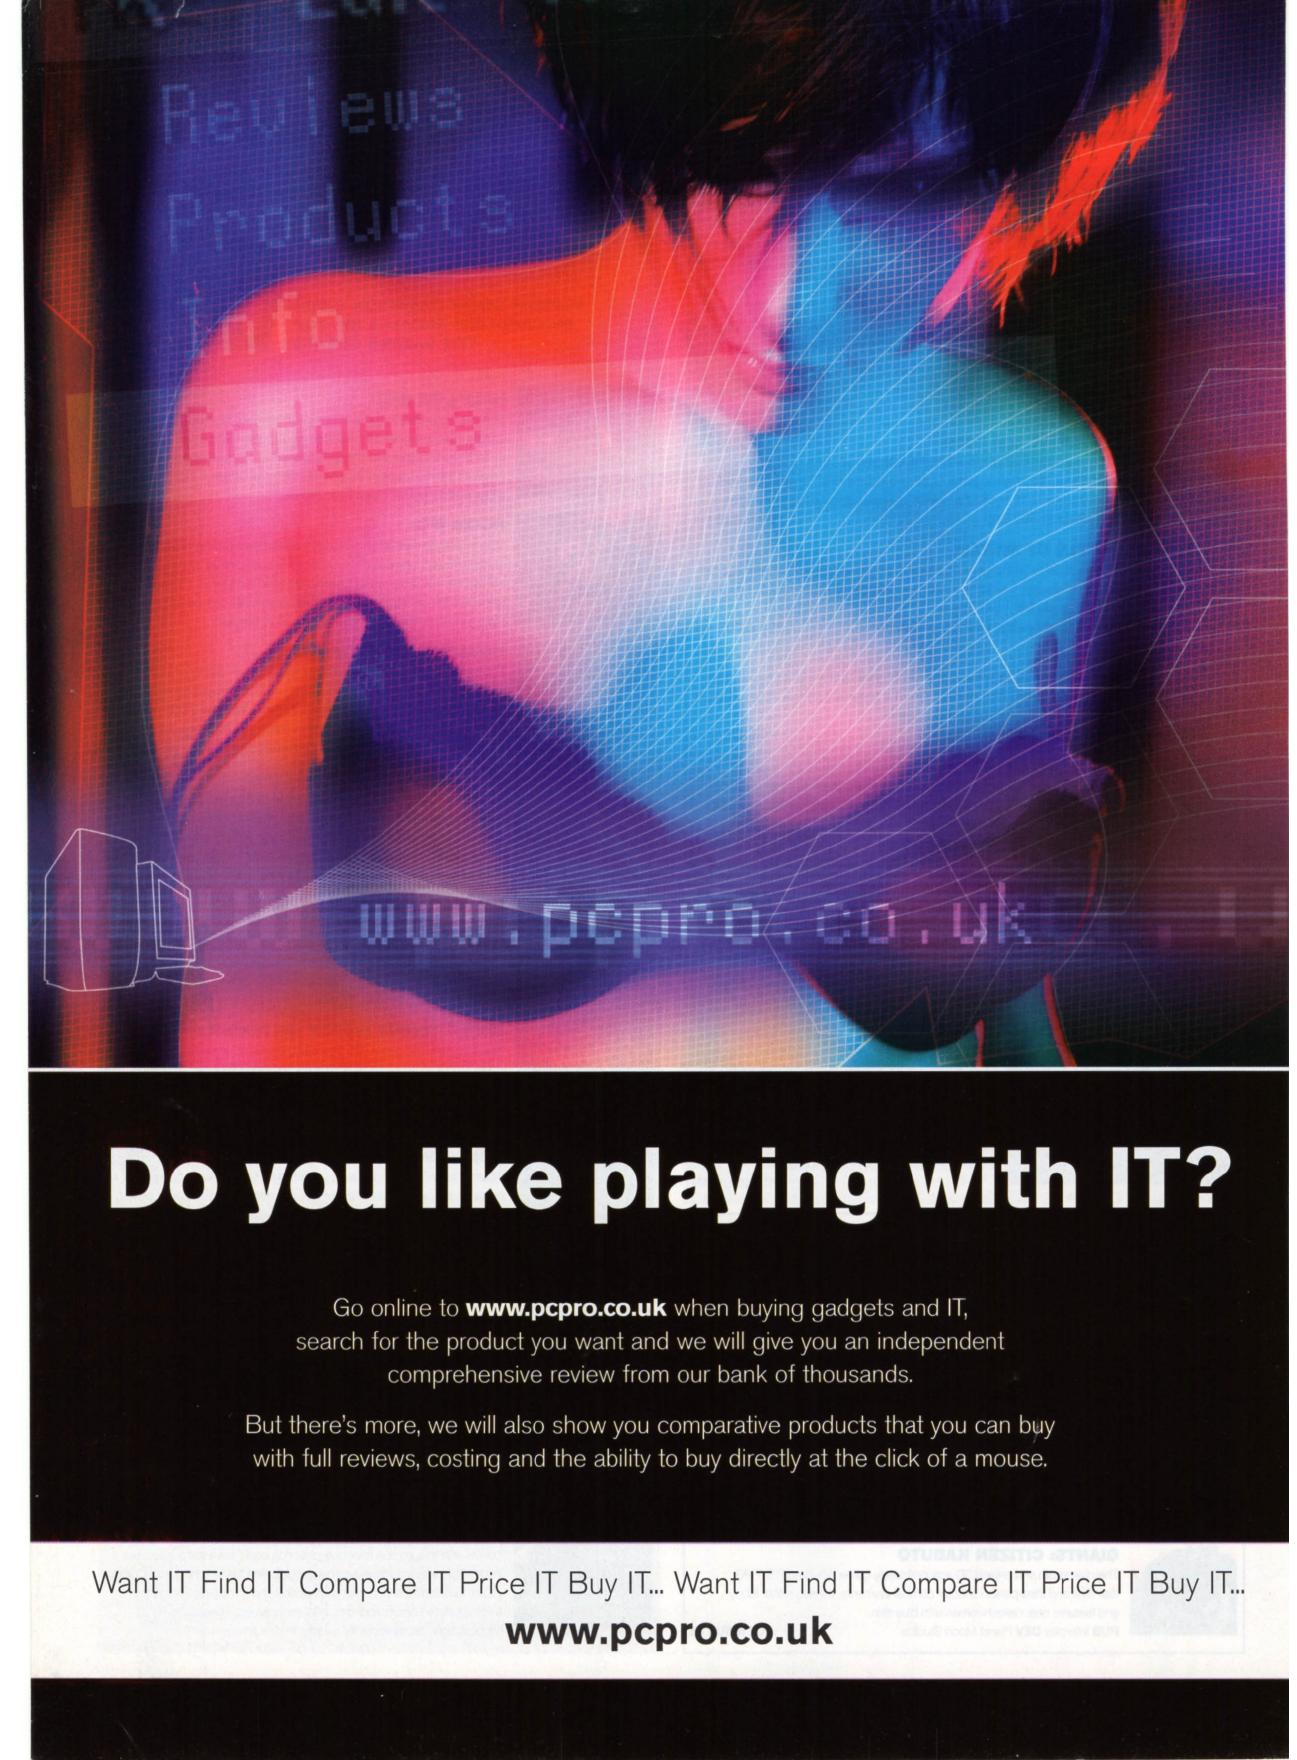 Reviews
Products
Info
Gadgets
www.pcpro.co.uk
Do you like playing with IT?
Go online to www.pcpro.co.uk when buying gadgets and IT,
search for the product you want and we will give you an independent
comprehensive review from our bank of thousands.
But there's more, we will also show you comparative products that you can buy
with full reviews, costing and the ability to buy directly at the click of a mouse.
Want IT Find IT Compare IT Price IT Buy IT... Want IT Find IT Compare IT Price IT Buy IT...
www.pcpro.co.uk